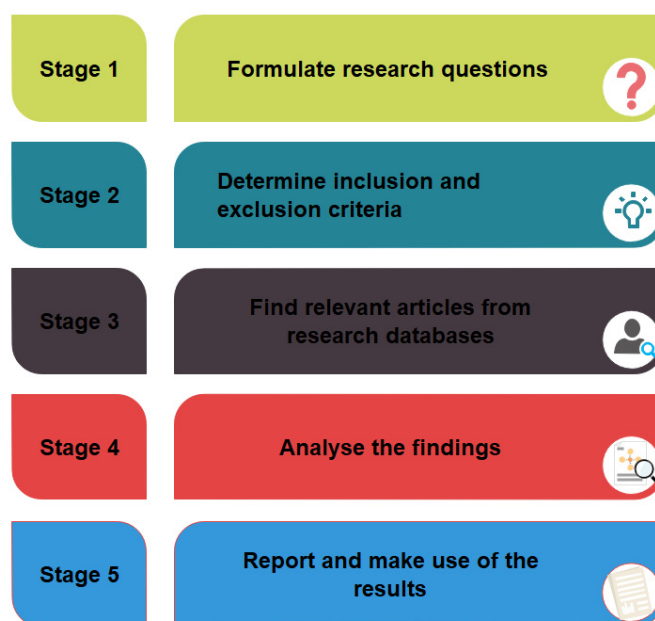 Stage 1
Formulate research questions
Stage 2
Determine inclusion and
exclusion criteria
Stage 3
Find relevant articles from
research databases
Stage 4
Analyse the findings
Stage 5
Report and make use of the
results